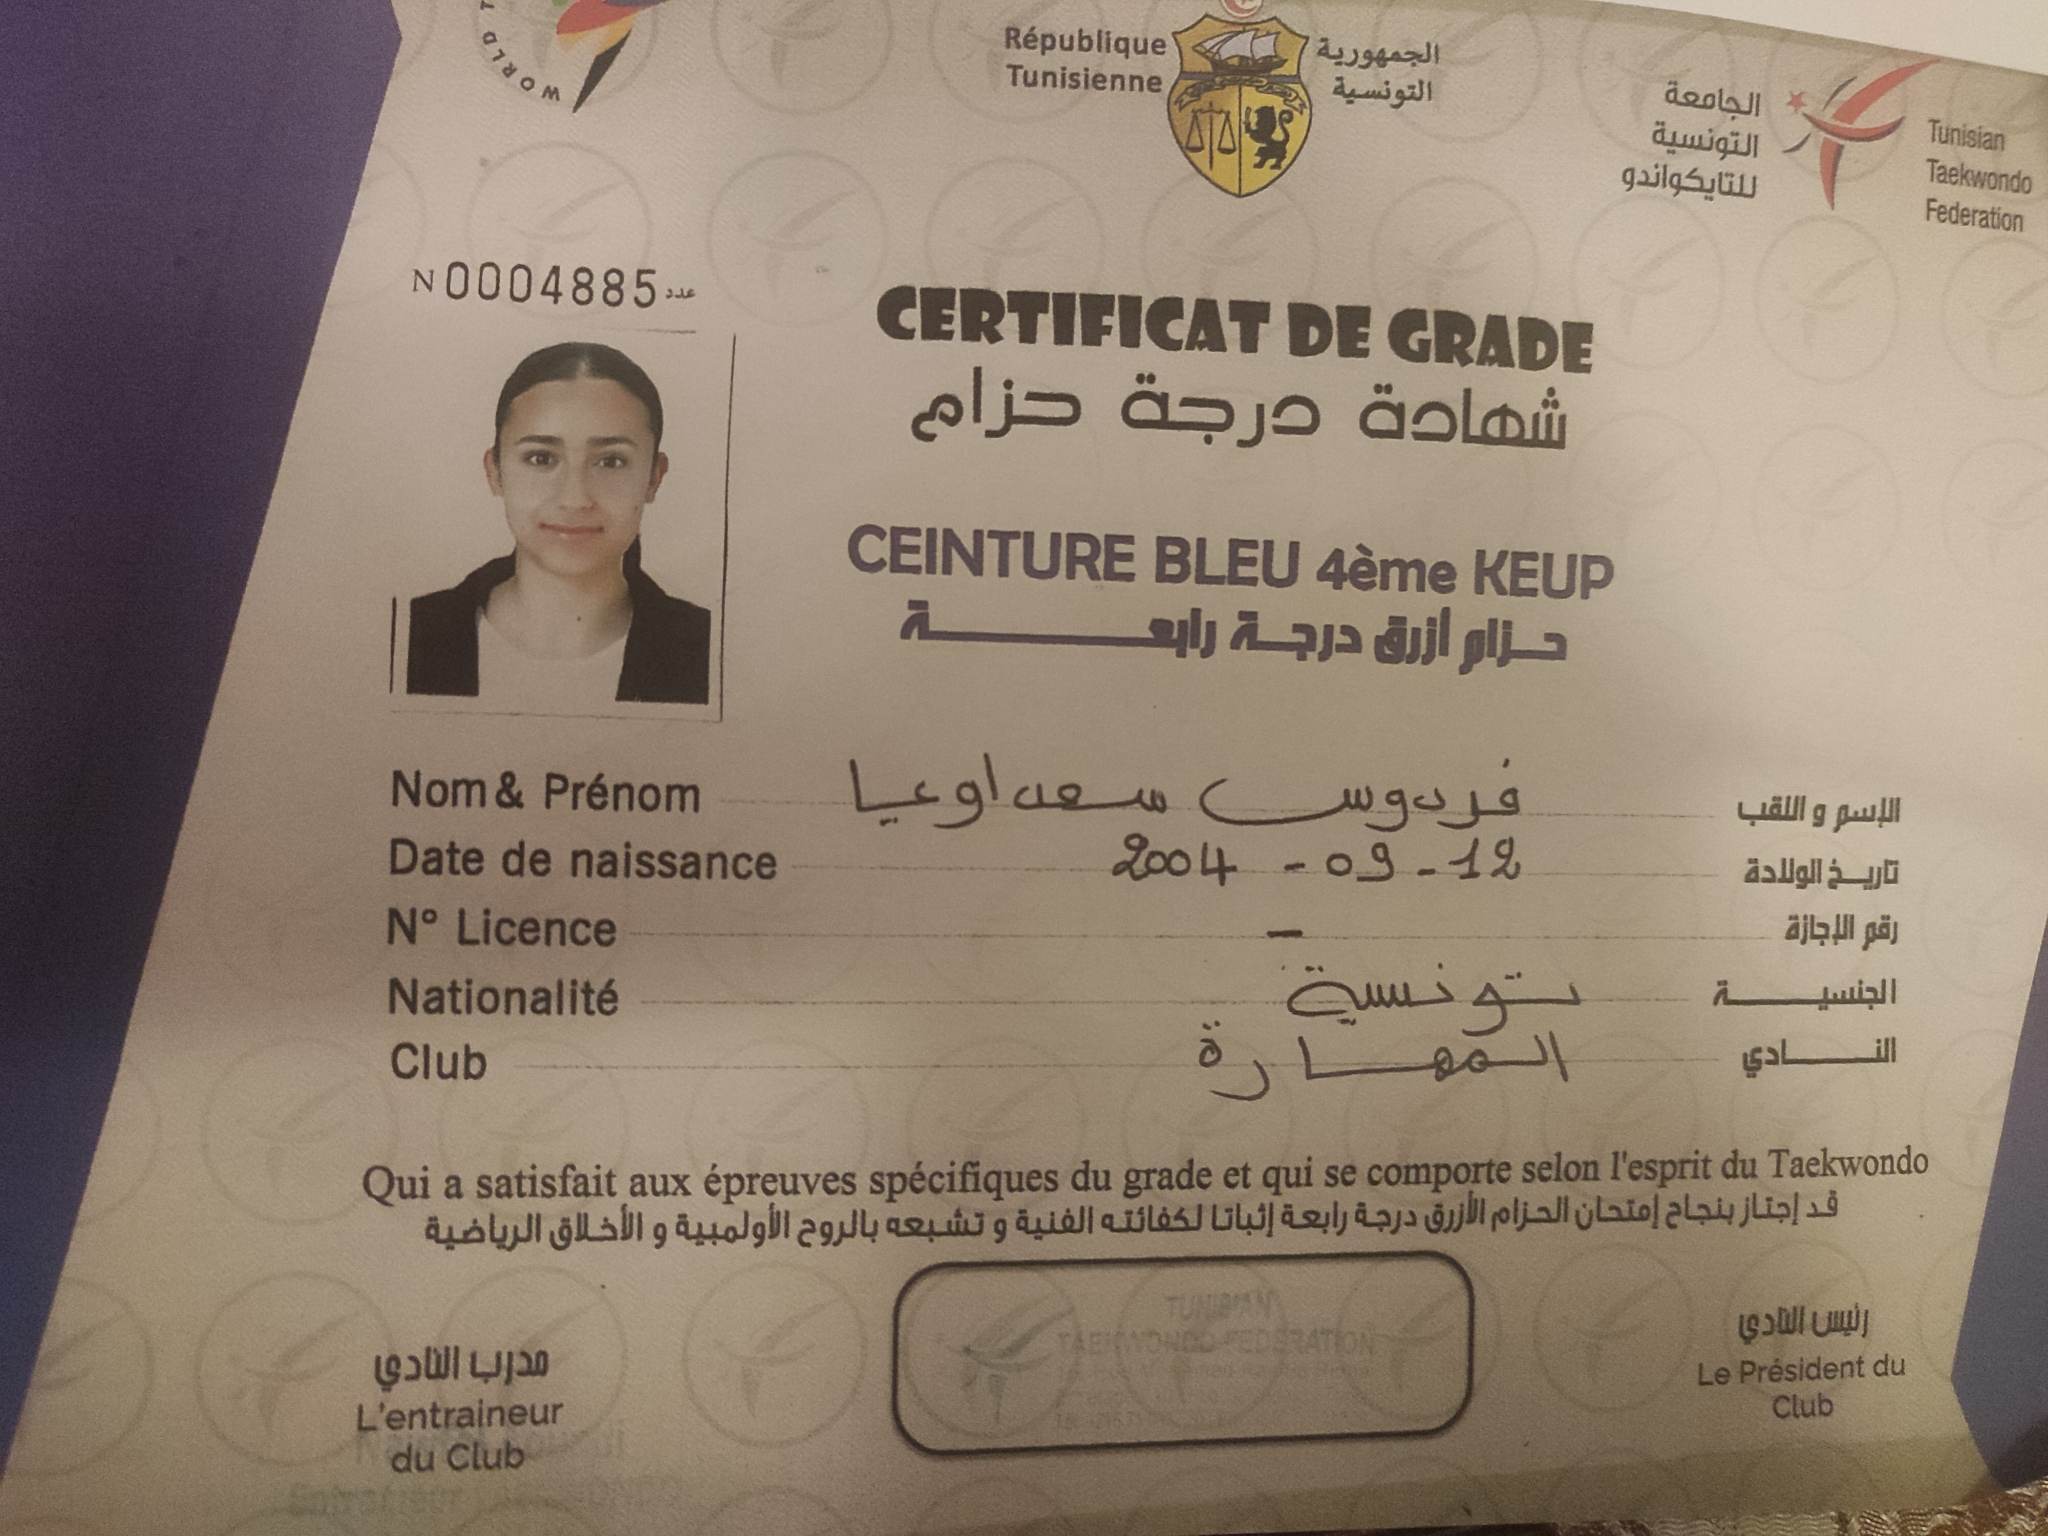 WORLD T
République
Tunisienne
الجمهورية
التونسية
الجامعة
التونسية
للتايكواندو
Tunisian
Taekwondo
Federation
N 0004885 عدد
CERTIFICAT DE GRADE
شهادة درجة حزام
CEINTURE BLEU 4ème KEUP
حزام أزرق درجة رابعة
Nom & Prénom فردوس سعداوعيا الإسم و اللقب
Date de naissance 2004 - 09 - 12 تاريخ الولادة
N° Licence - رقم الإجازة
Nationalité تونسية الجنسية
Club المهارة النادي
Qui a satisfait aux épreuves spécifiques du grade et qui se comporte selon l'esprit du Taekwondo
قد إجتاز بنجاح إمتحان الحزام الأزرق درجة رابعة إثباتا لكفائته الفنية و تشبعه بالروح الأولمبية و الأخلاق الرياضية
مدرب النادي
L'entraineur
du Club
TUNISIAN
TAEKWONDO FEDERATION
رئيس النادي
Le Président du
Club